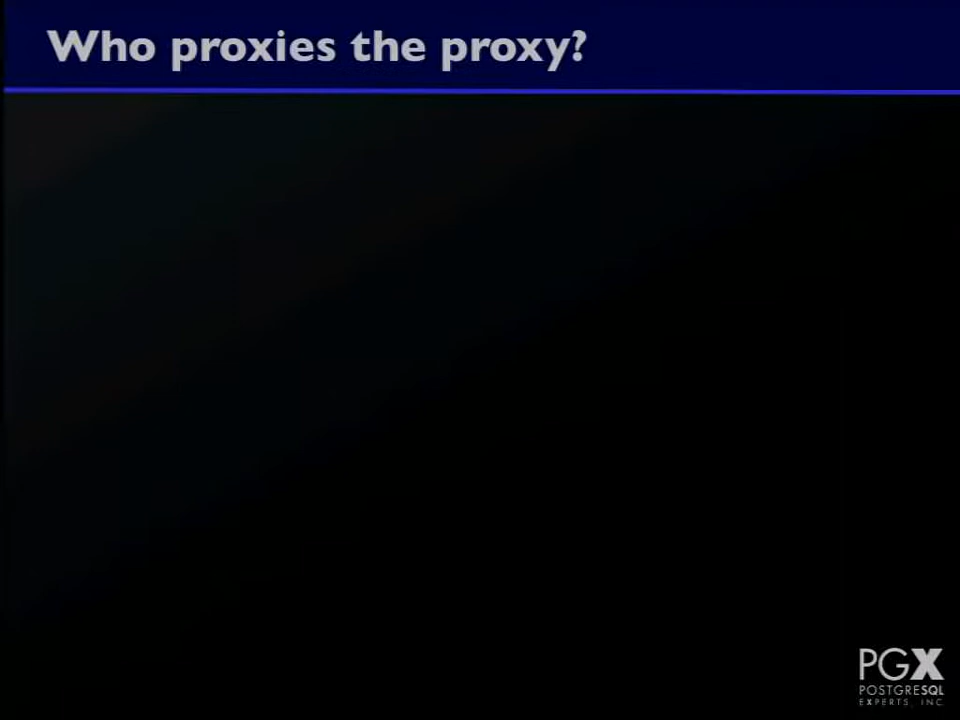 Who proxies the proxy?
PGX
POSTGRESQL
EXPERTS, INC